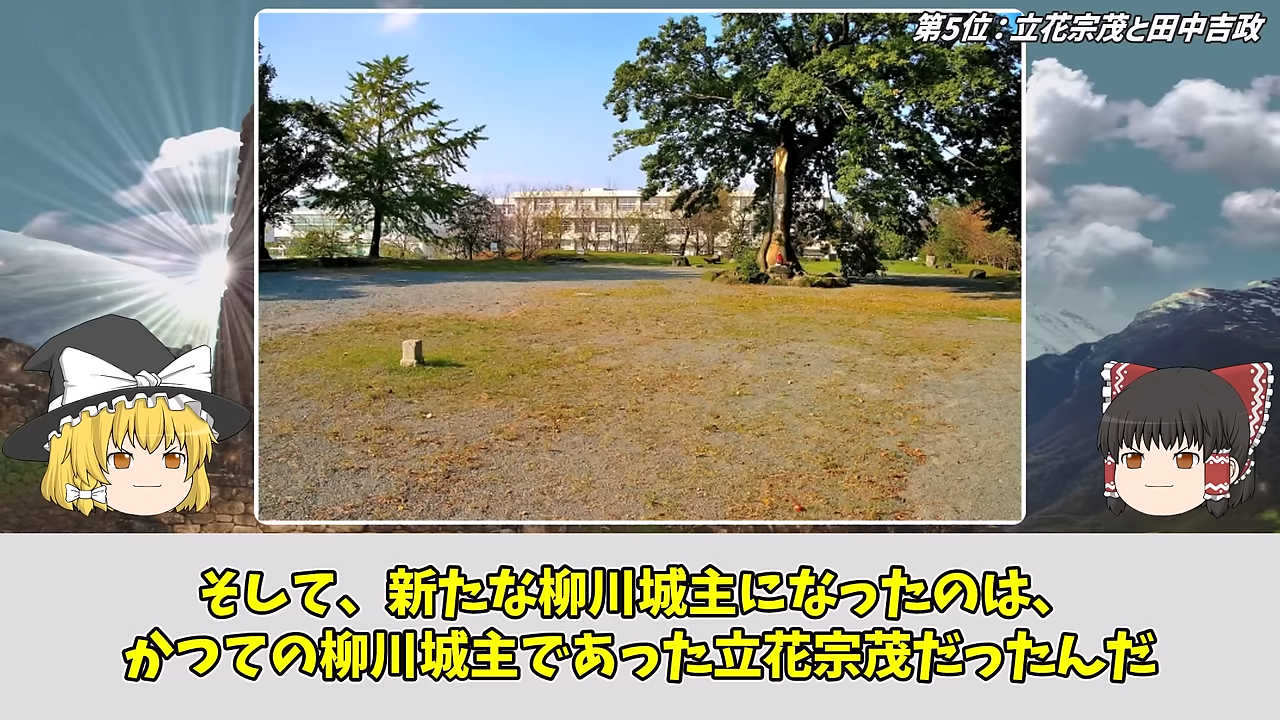 第5位：立花宗茂と田中吉政
そして、新たな柳川城主になったのは、
かつての柳川城主であった立花宗茂だったんだ